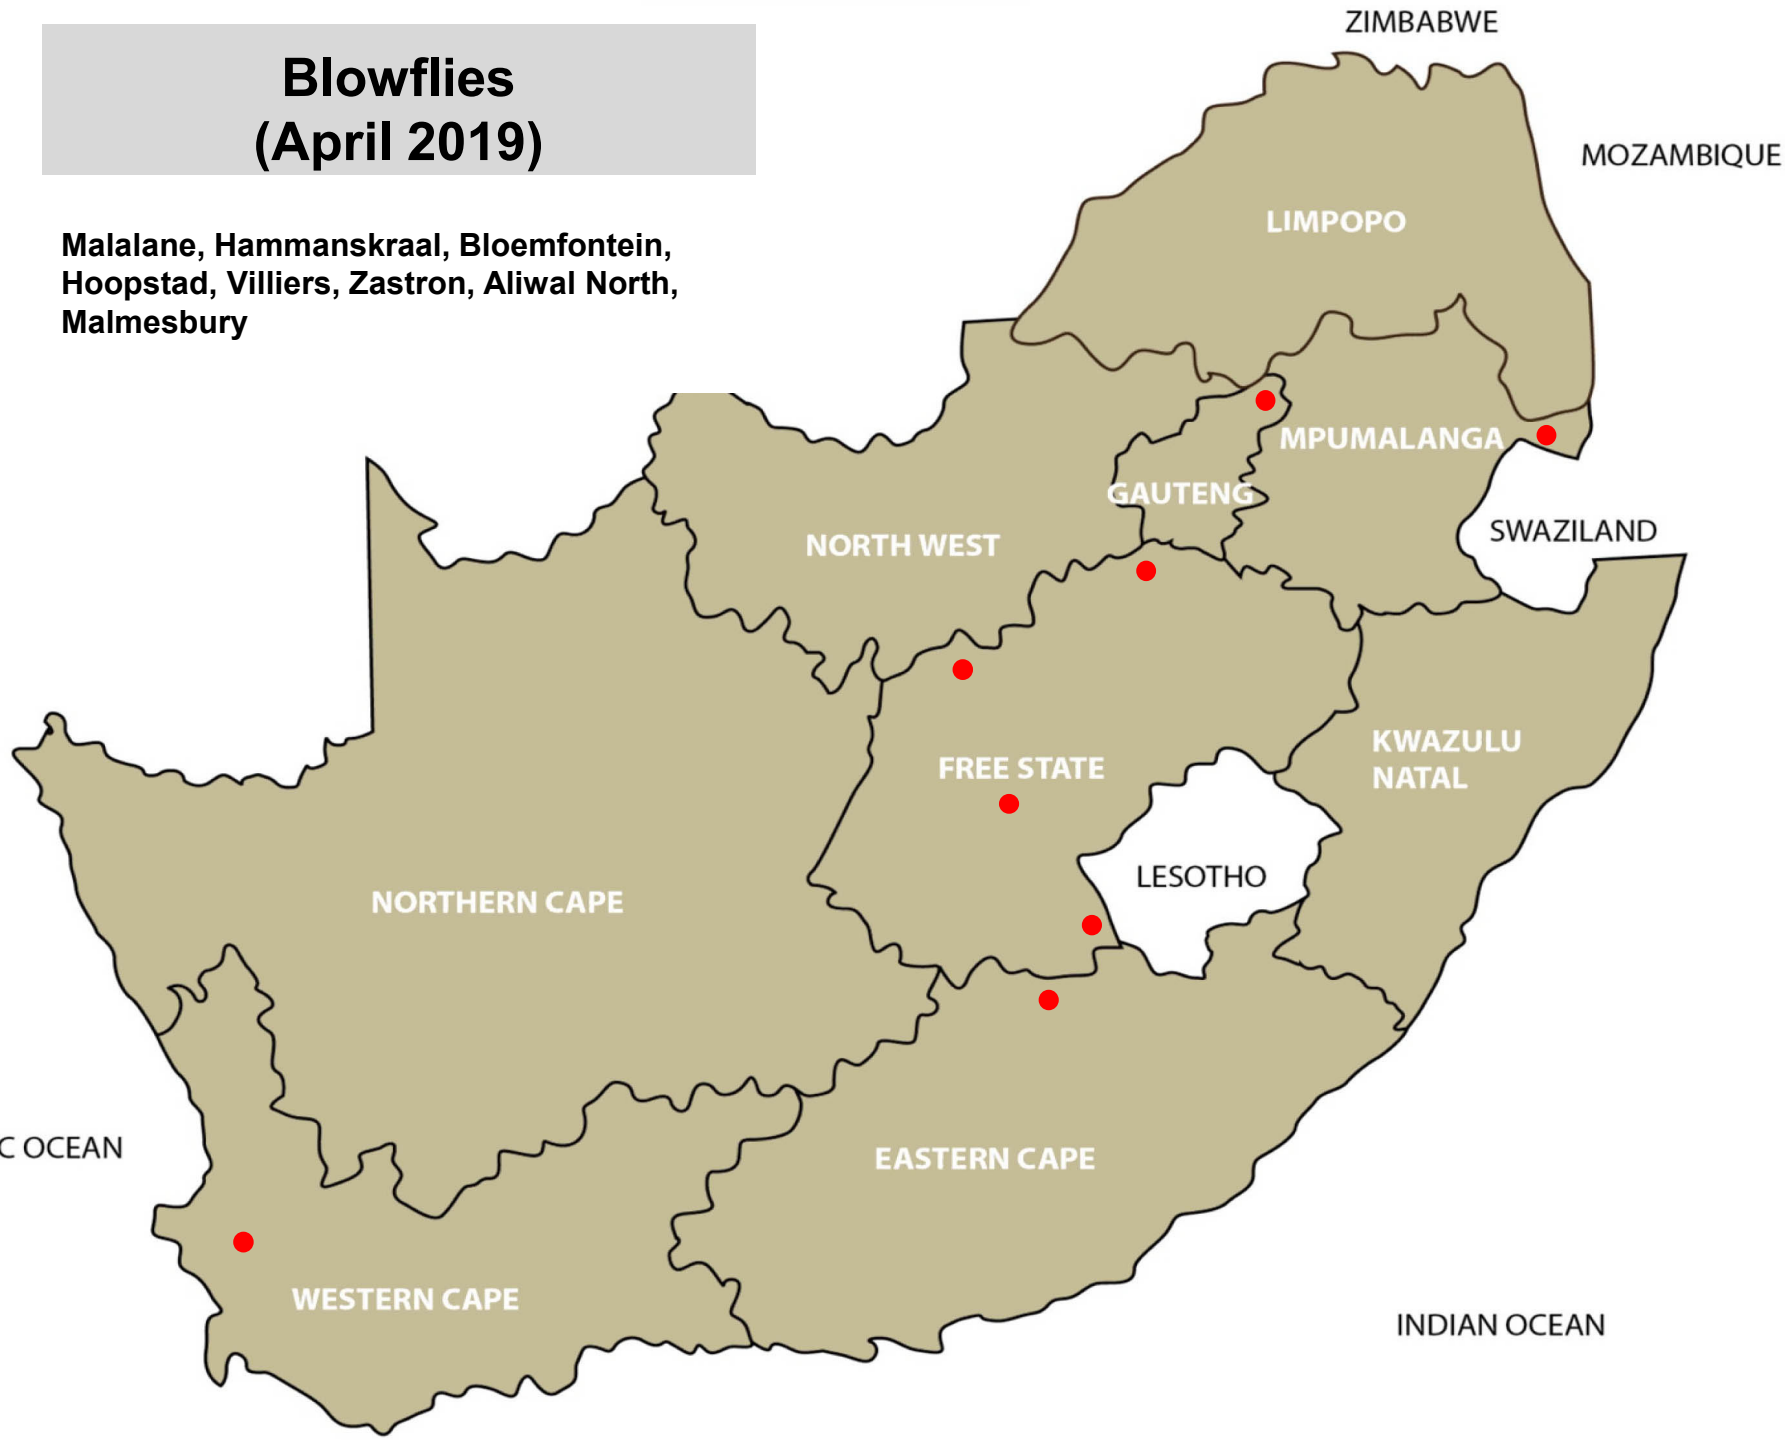 Blowflies
(April 2019)
Malalane, Hammanskraal, Bloemfontein,
Hoopstad, Villiers, Zastron, Aliwal North,
Malmesbury
ZIMBABWE
MOZAMBIQUE
LIMPOPO
MPUMALANGA
GAUTENG
SWAZILAND
NORTH WEST
KWAZULU
NATAL
FREE STATE
LESOTHO
NORTHERN CAPE
C OCEAN
EASTERN CAPE
WESTERN CAPE
INDIAN OCEAN